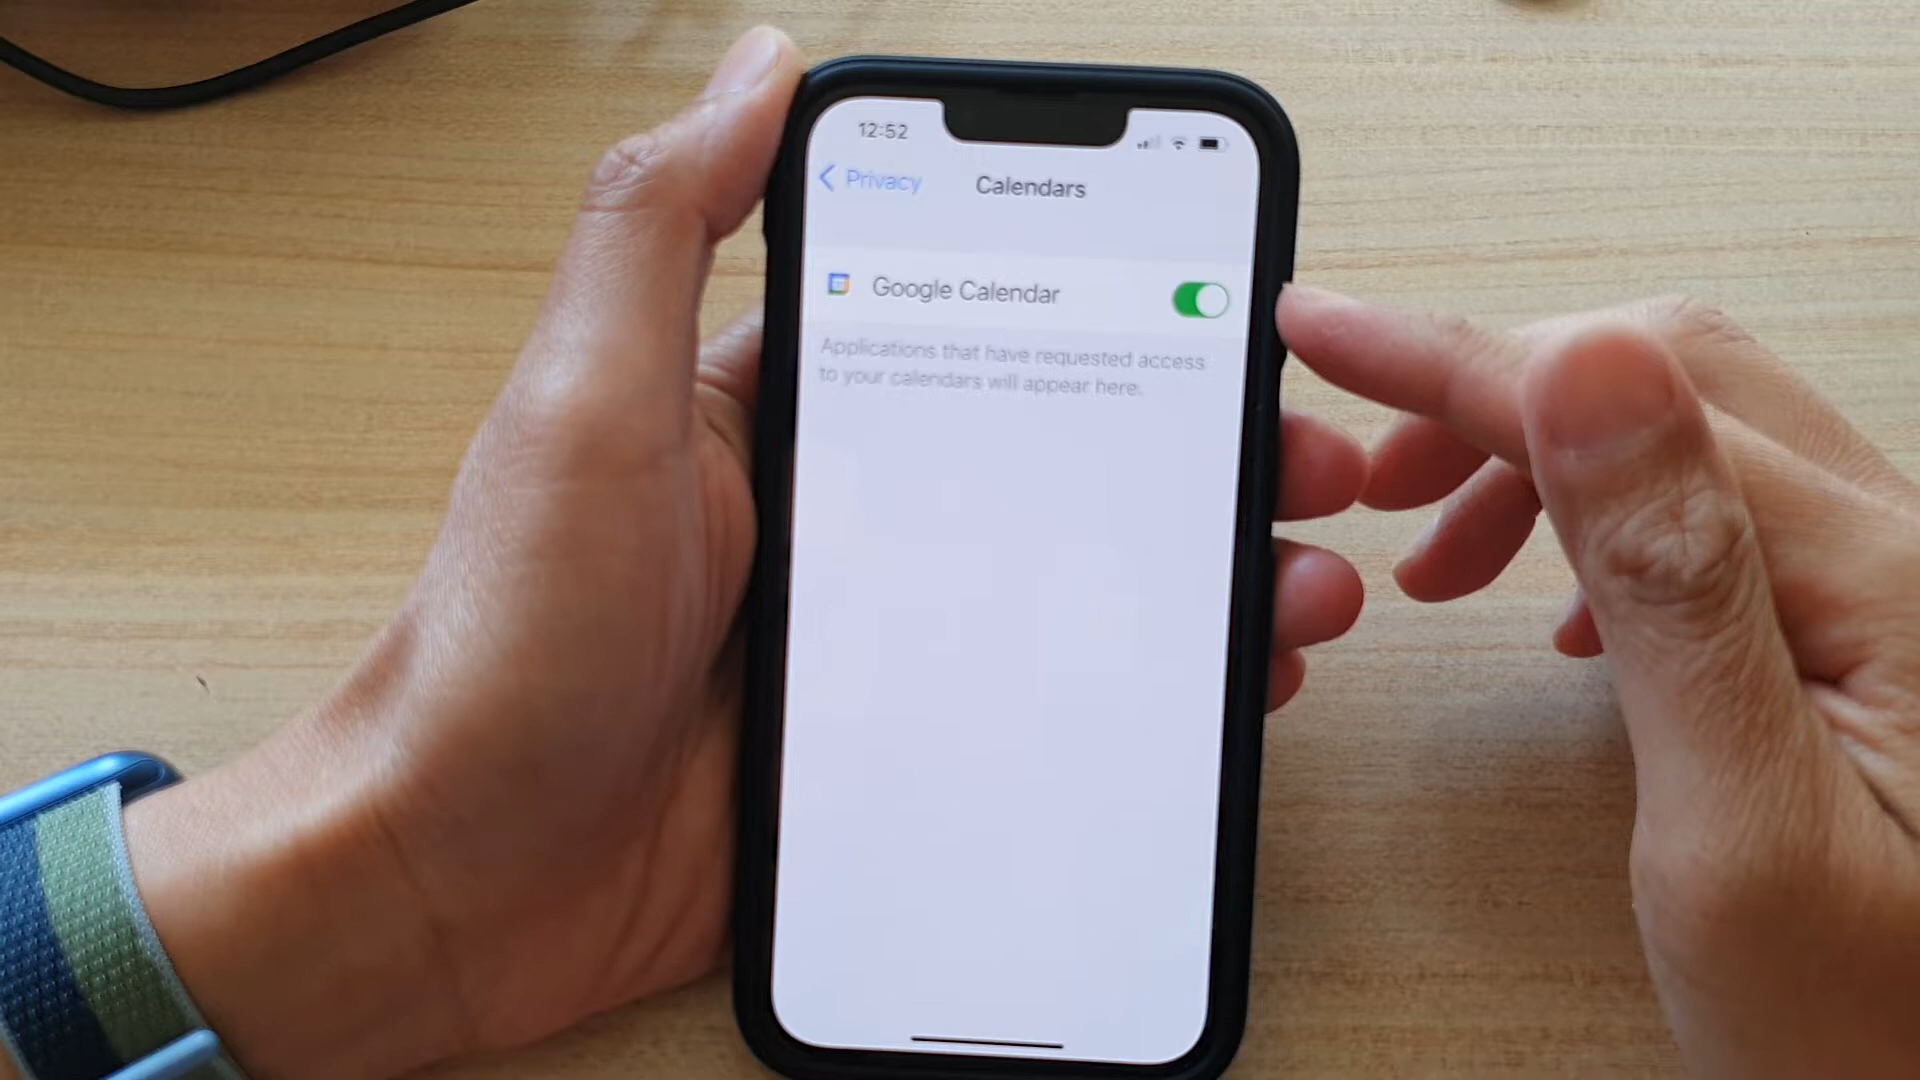 12:52
Privacy
Calendars
Google Calendar
Applications that have requested access
to your calendars will appear here.